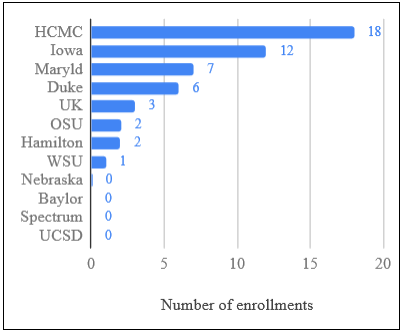 HCMC 18
Iowa 12
Maryld 7
Duke 6
UK 3
OSU 2
Hamilton 2
WSU 1
Nebraska 0
Baylor 0
Spectrum 0
UCSD 0
0 5 10 15 20
Number of enrollments